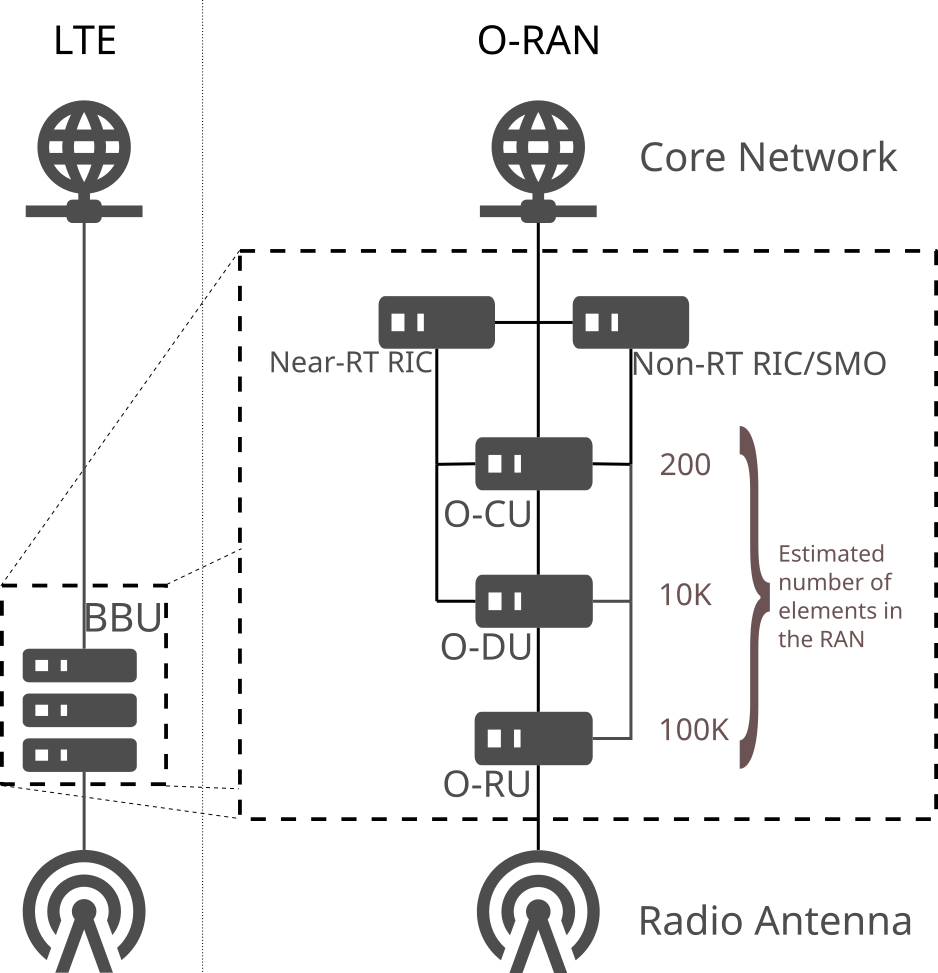 LTE
O-RAN
Core Network
Near-RT RIC
Non-RT RIC/SMO
200
O-CU
Estimated
number of
elements in
the RAN
10K
BBU
O-DU
100K
O-RU
Radio Antenna